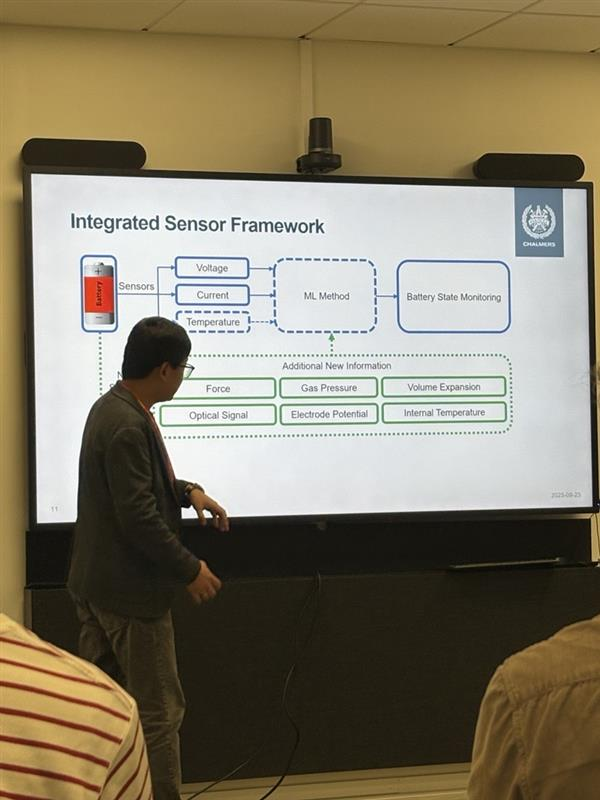 Integrated Sensor Framework
CHALMERS
Battery
Sensors
Voltage
Current
Temperature
ML Method
Battery State Monitoring
Additional New Information
Force
Gas Pressure
Volume Expansion
Optical Signal
Electrode Potential
Internal Temperature
11
2025-09-25